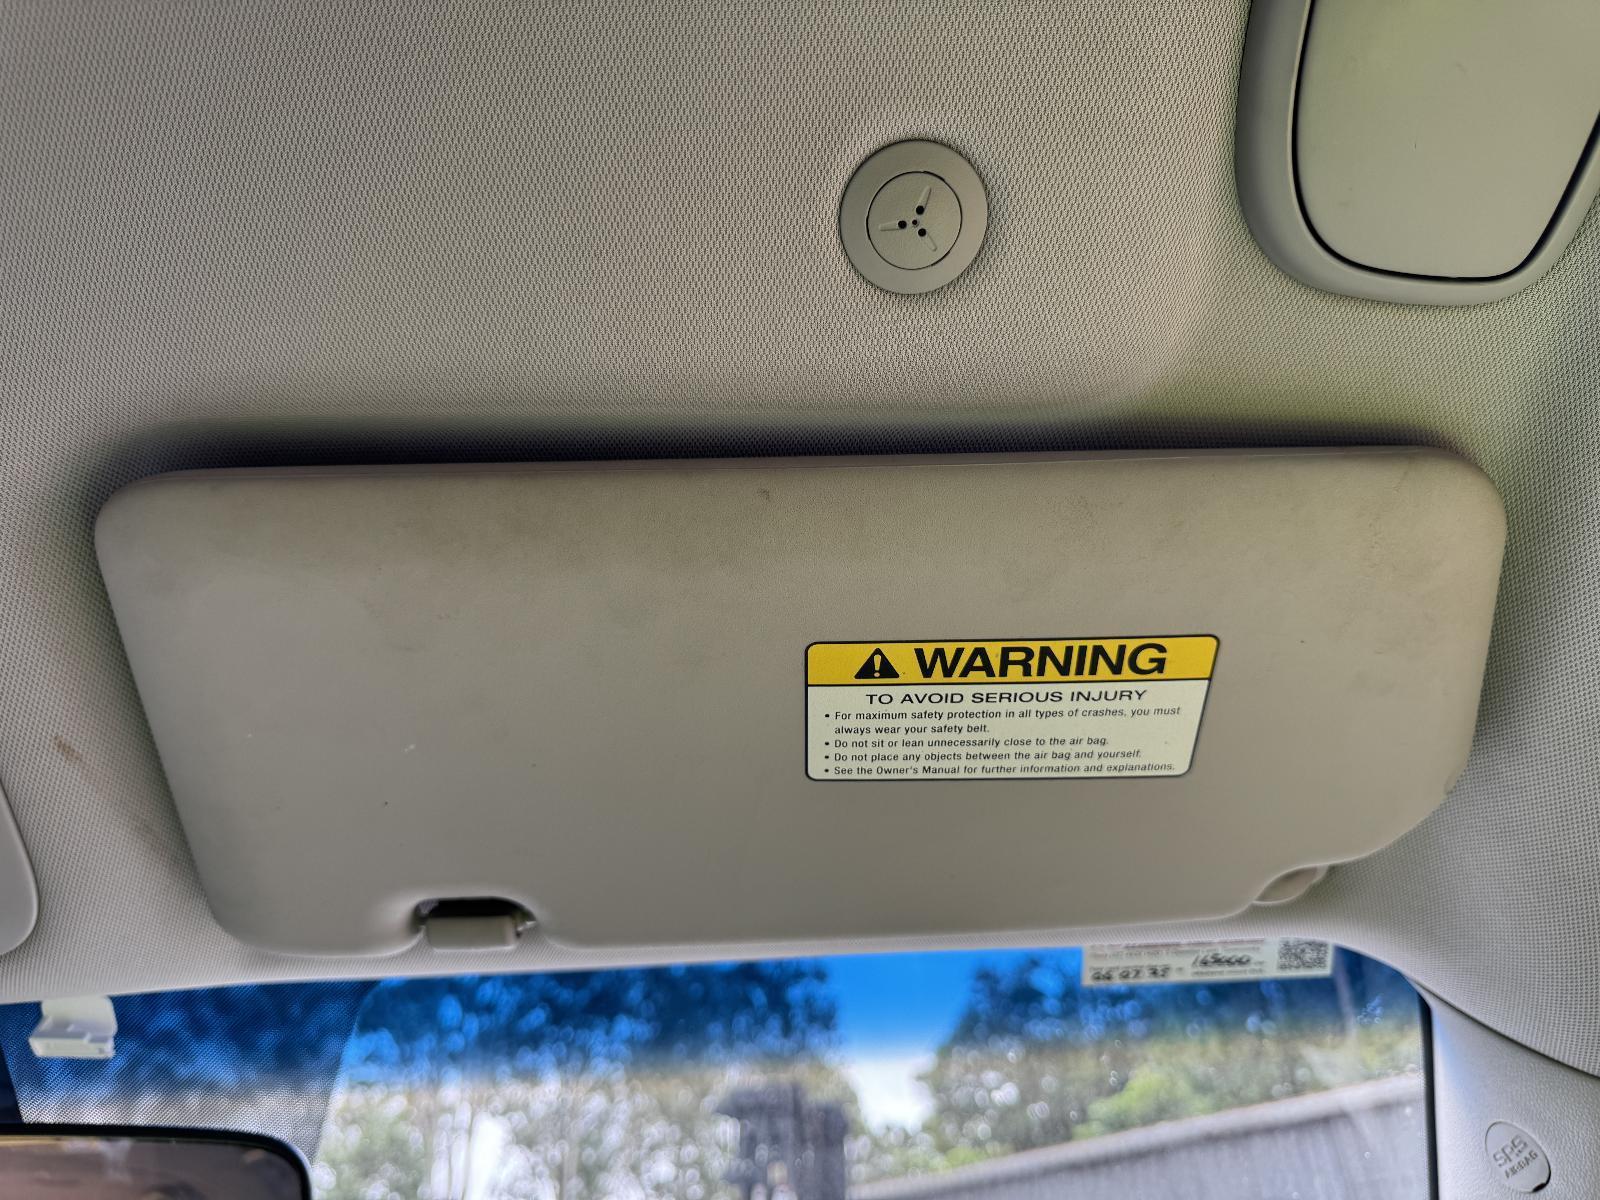 WARNING
TO AVOID SERIOUS INJURY
• For maximum safety protection in all types of crashes, you must
always wear your safety belt.
• Do not sit or lean unnecessarily close to the air bag.
• Do not place any objects between the air bag and yourself.
• See the Owner's Manual for further information and explanations.
165000
SRS
AIRBAG